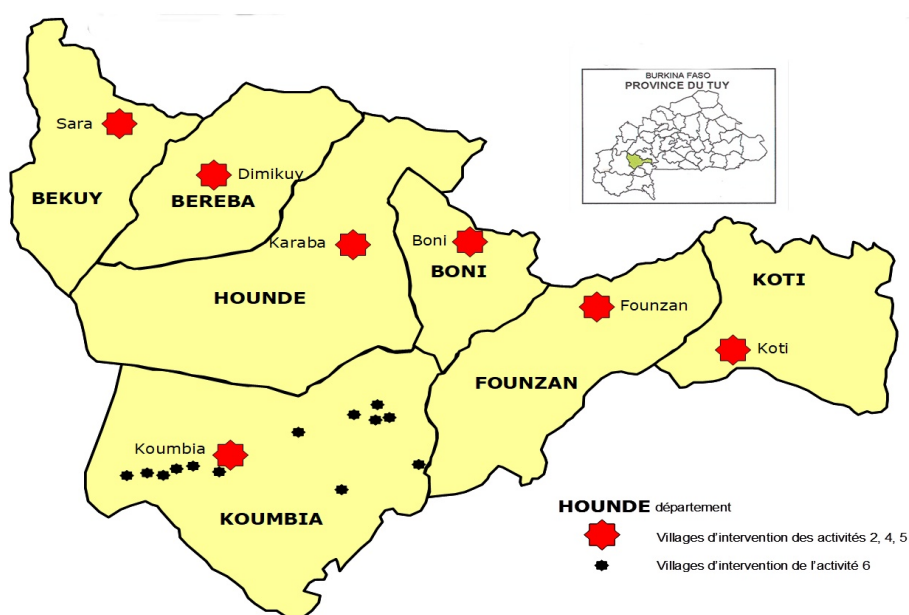 BURKINA FASO
PROVINCE DU TUY
Sara
BEKUY
Dimikuy
BEREBA
Karaba
HOUNDE
Boni
BONI
KOTI
Founzan
Koti
FOUNZAN
Koumbia
KOUMBIA
HOUNDE département
Villages d'intervention des activités 2, 4, 5
Villages d'intervention de l'activité 6